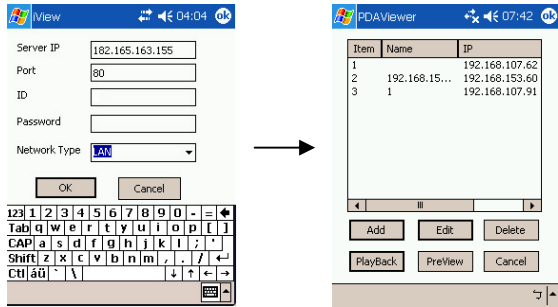 iView 04:04 ok
Server IP 182.165.163.155
Port 80
ID
Password
Network Type LAN
OK Cancel
123 1 2 3 4 5 6 7 8 9 0 - =
Tab q w e r t y u i o p [ ]
CAP a s d f g h j k l ; '
Shift z x c v b n m , . /
Ctl áü ` \
PDAViewer 07:42 ok
Item Name IP
1 192.168.107.62
2 192.168.15... 192.168.153.60
3 1 192.168.107.91
Add Edit Delete
PlayBack PreView Cancel